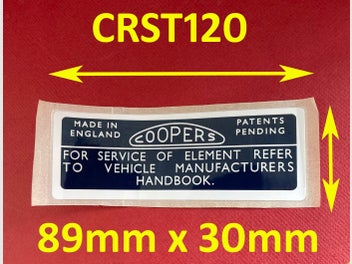 CRST120
MADE IN ENGLAND
COOPERS
PATENTS PENDING
FOR SERVICE OF ELEMENT REFER
TO VEHICLE MANUFACTURERS
HANDBOOK.
89mm x 30mm